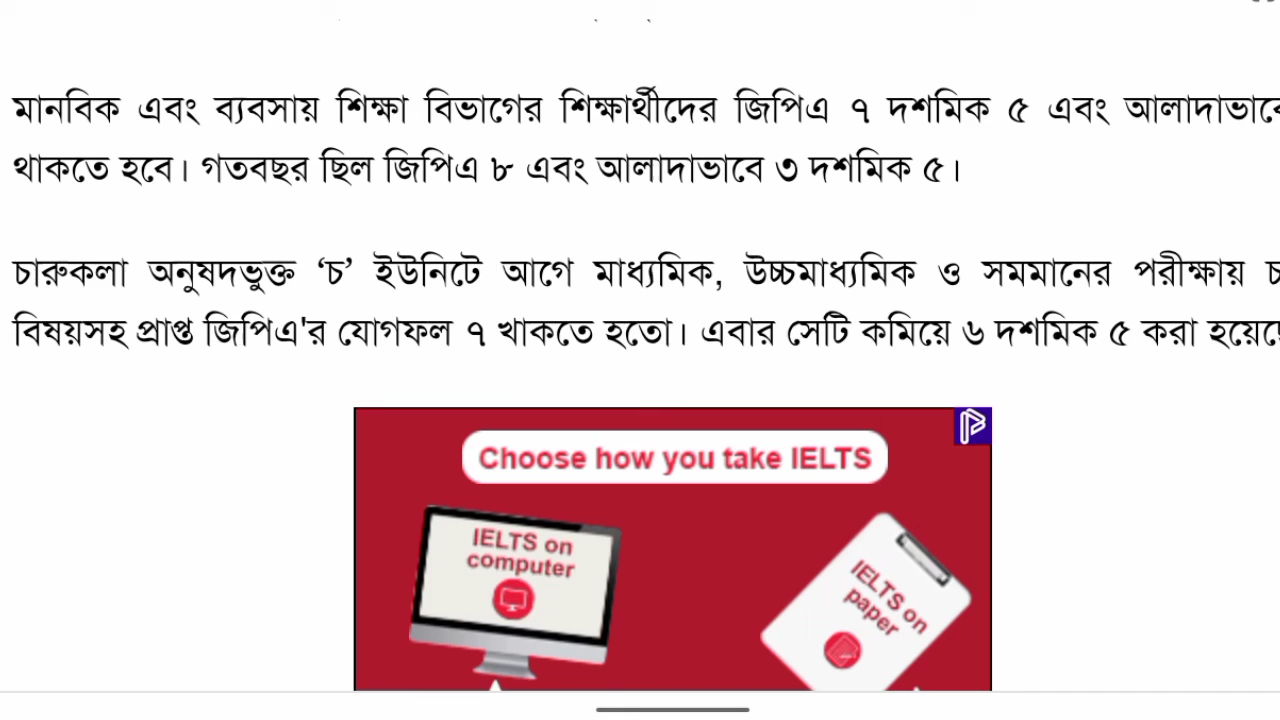 মানবিক এবং ব্যবসায় শিক্ষা বিভাগের শিক্ষার্থীদের জিপিএ ৭ দশমিক ৫ এবং
থাকতে হবে। গতবছর ছিল জিপিএ ৮ এবং আলাদাভাবে ৩ দশমিক ৫।
চারুকলা অনুষদভুক্ত ‘চ’ ইউনিটে আগে মাধ্যমিক, উচ্চমাধ্যমিক ও সমমানের পরীক্ষায়
বিষয়সহ প্রাপ্ত জিপিএ'র যোগফল ৭ খাকতে হতো। এবার সেটি কমিয়ে ৬ দশমিক ৫ করা
Choose how you take IELTS
IELTS on
computer
IELTS on
paper